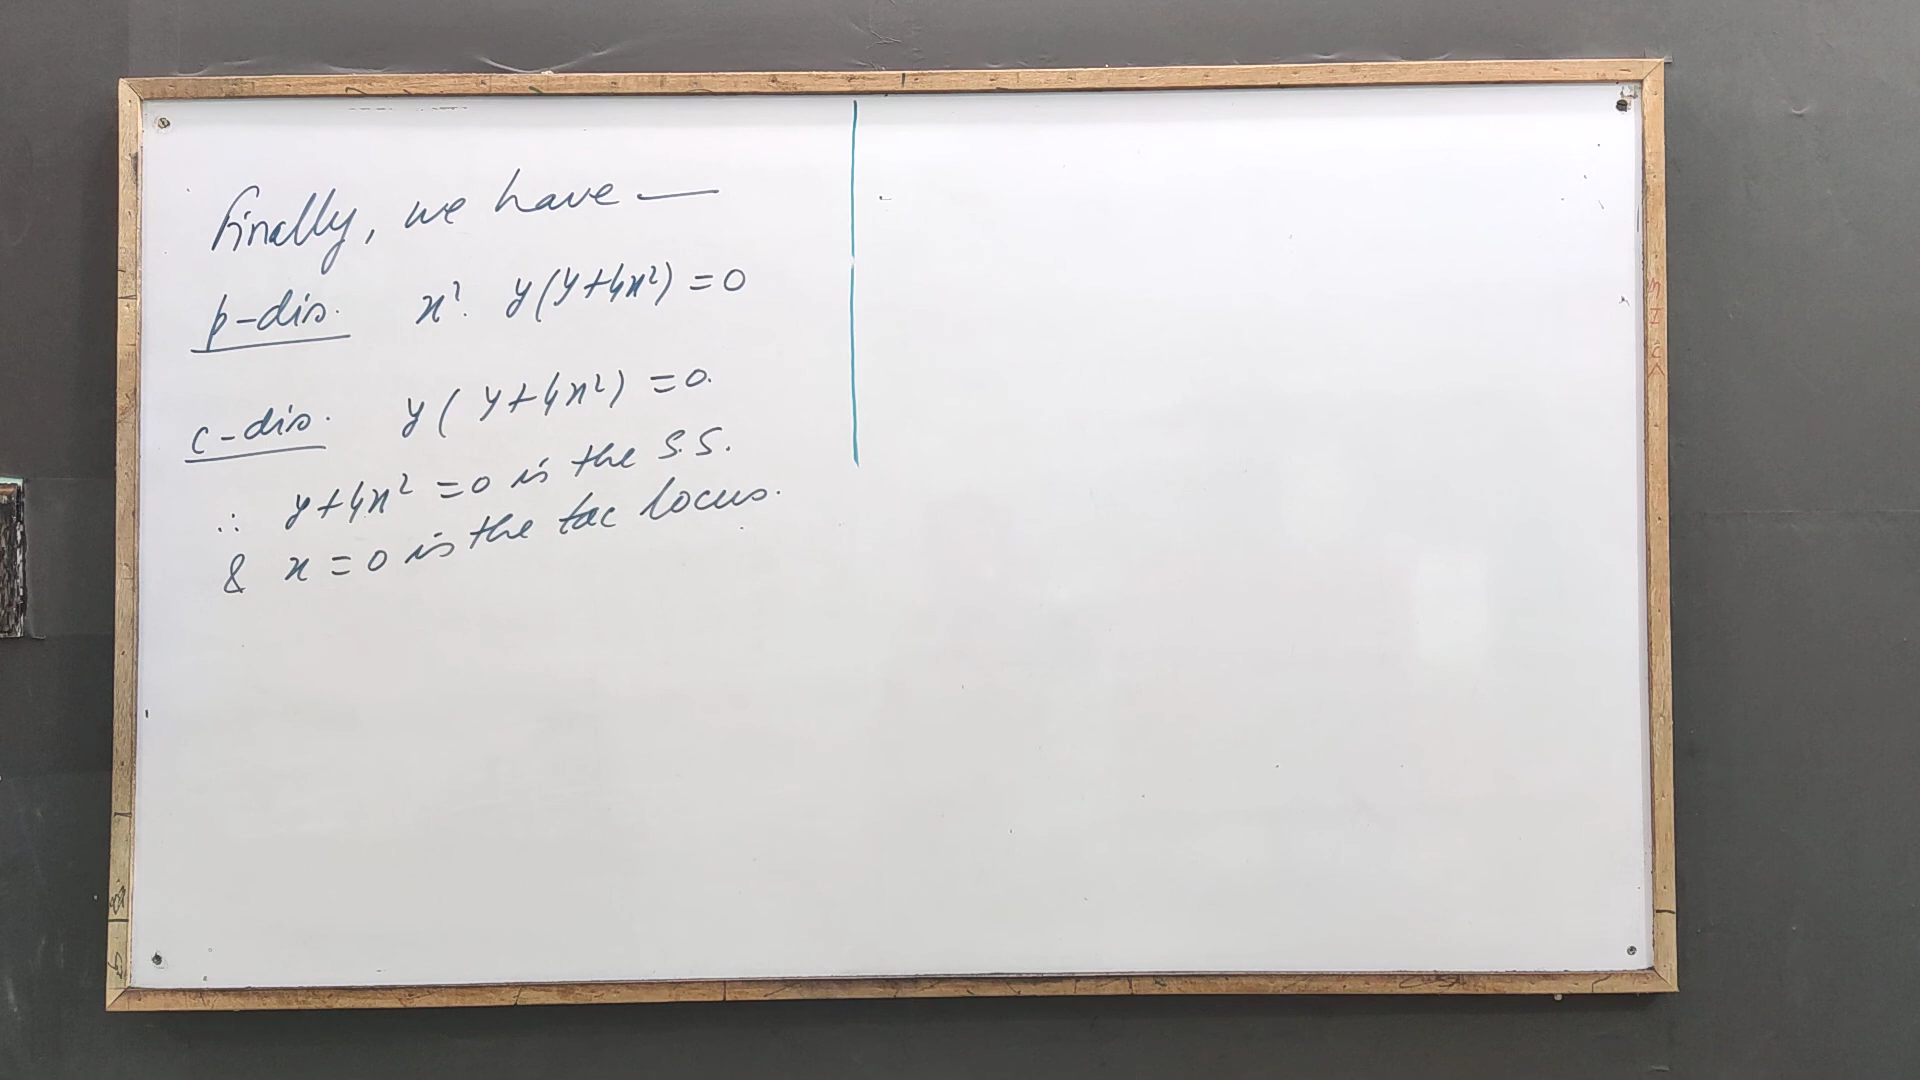 Finally, we have —
p-dis. x². y(y+4x²) = 0
c-dis. y(y+4x²) = 0.
∴ y+4x² = 0 is the S.S.
& x = 0 is the tac locus.